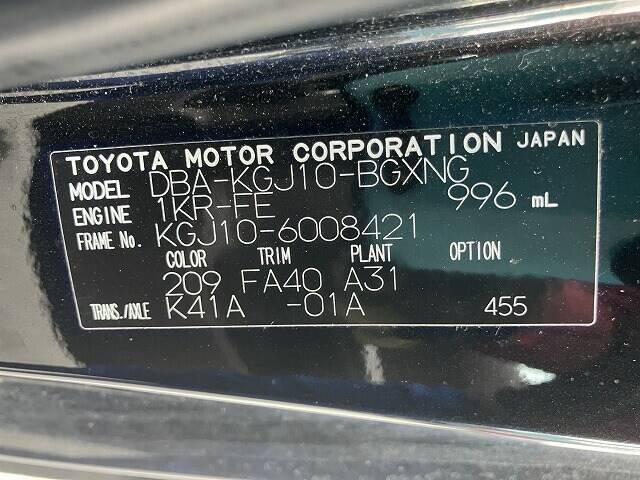 TOYOTA MOTOR CORPORATION JAPAN
MODEL DBA-KGJ10-BGXNG
ENGINE 1KR-FE 996 mL
FRAME No. KGJ10-6008421
COLOR TRIM PLANT OPTION
209 FA40 A31
TRANS./AXLE K41A -01A 455